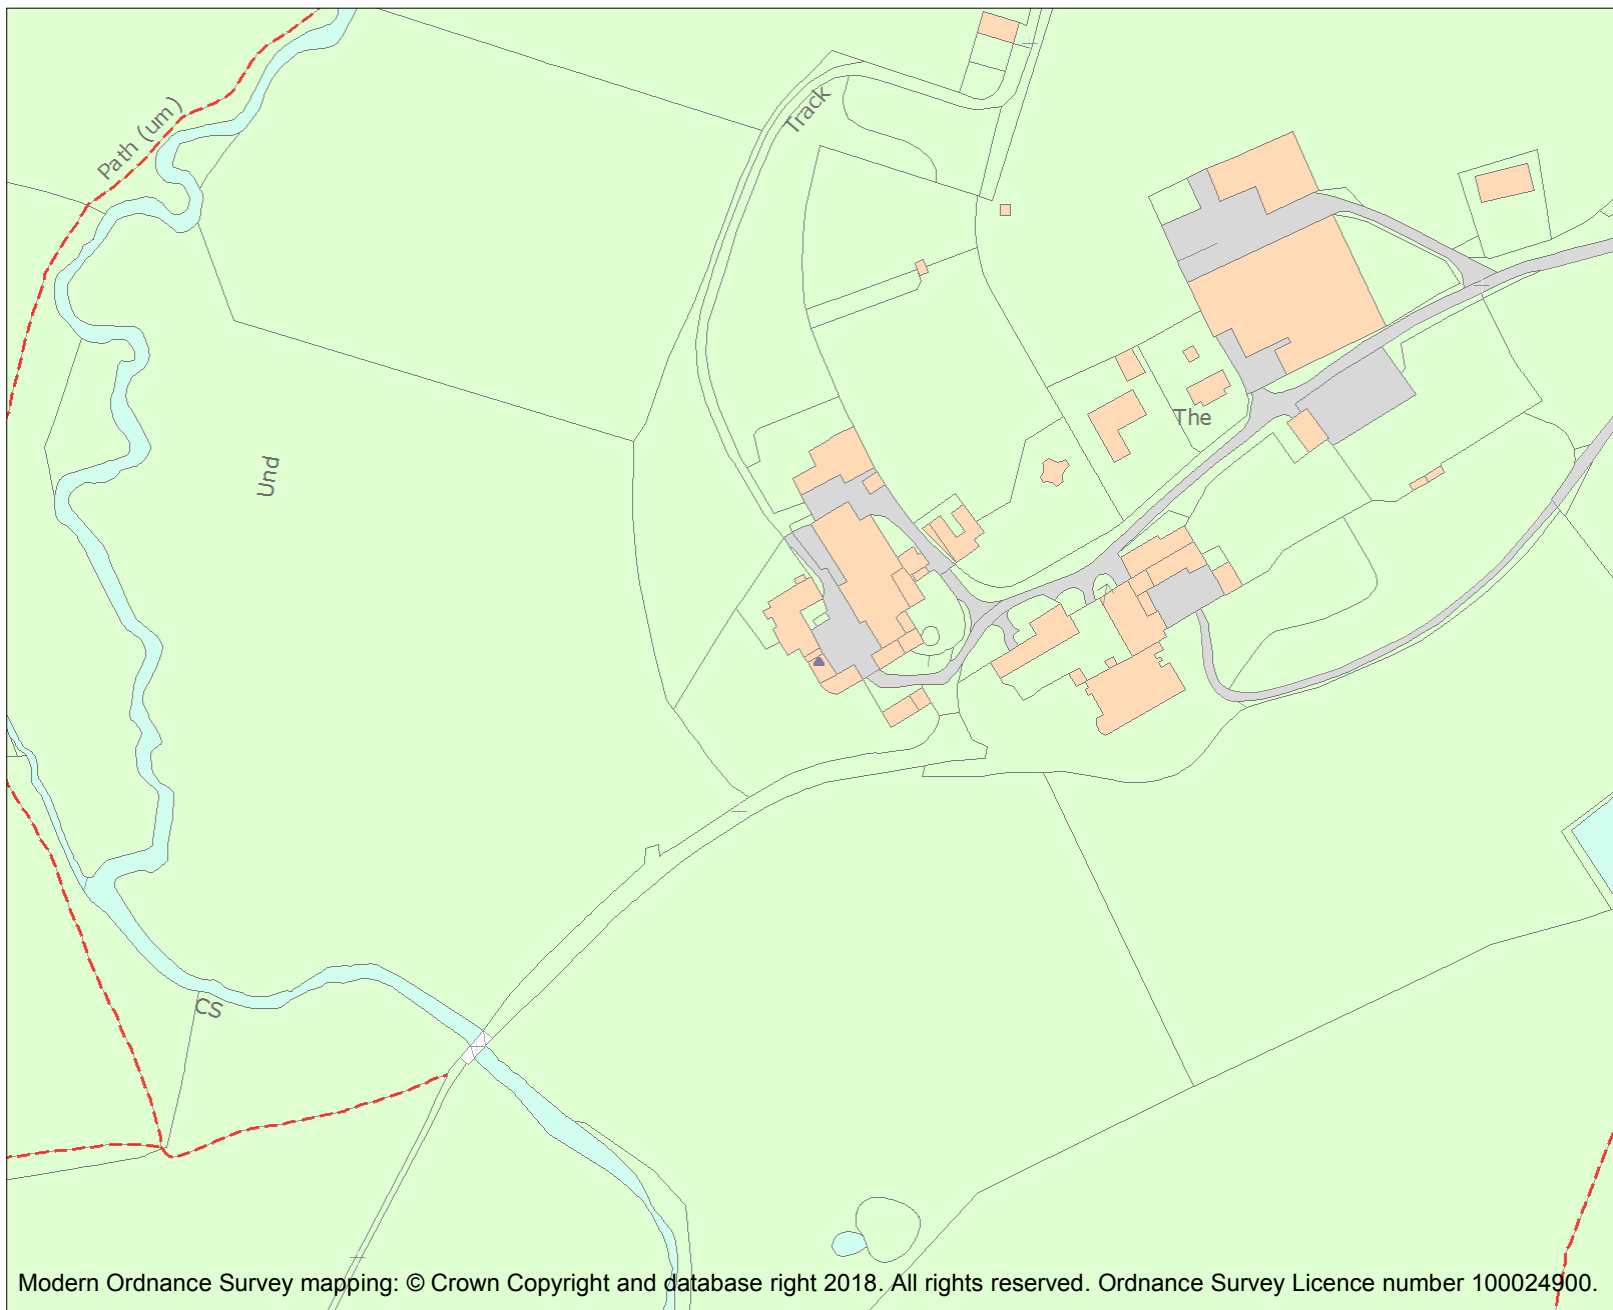 Path (um)
Track
The
Und
CS
Modern Ordnance Survey mapping: © Crown Copyright and database right 2018. All rights reserved. Ordnance Survey Licence number 100024900.